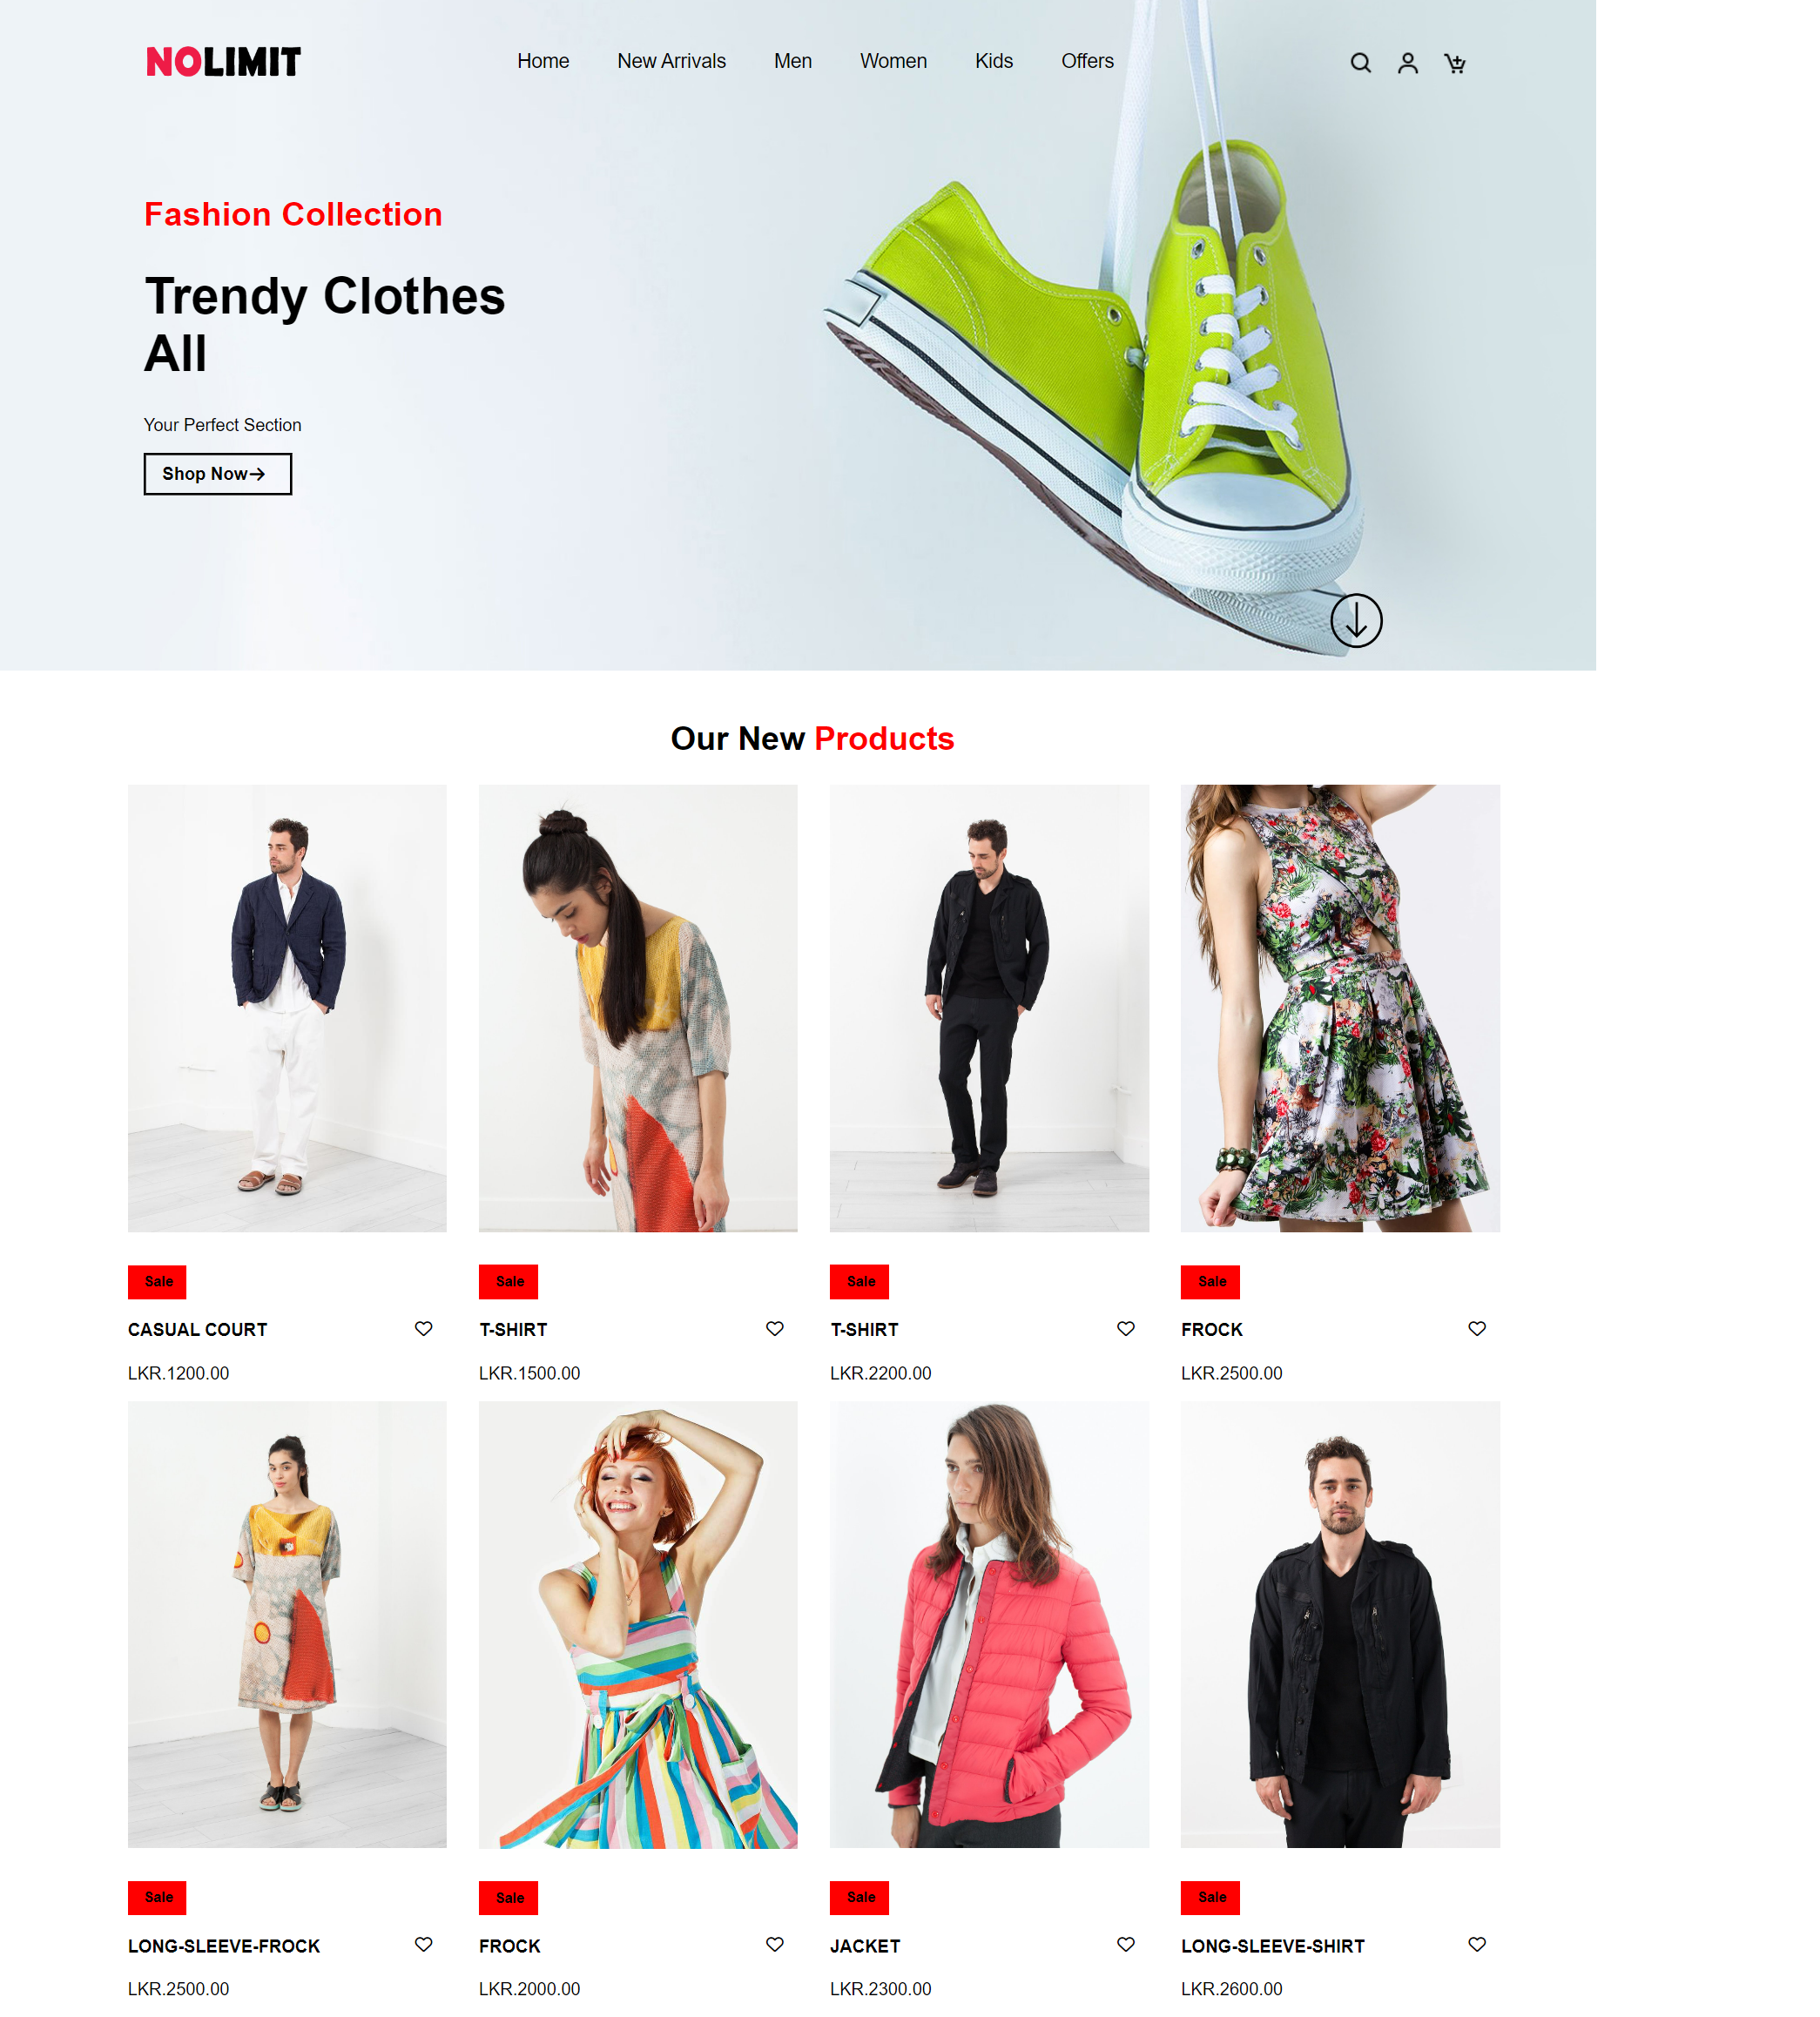 NOLIMIT
Home New Arrivals Men Women Kids Offers
Fashion Collection
Trendy Clothes
All
Your Perfect Section
Shop Now
Our New Products
Sale Sale Sale Sale
CASUAL COURT T-SHIRT T-SHIRT FROCK
LKR.1200.00 LKR.1500.00 LKR.2200.00 LKR.2500.00
Sale Sale Sale Sale
LONG-SLEEVE-FROCK FROCK JACKET LONG-SLEEVE-SHIRT
LKR.2500.00 LKR.2000.00 LKR.2300.00 LKR.2600.00